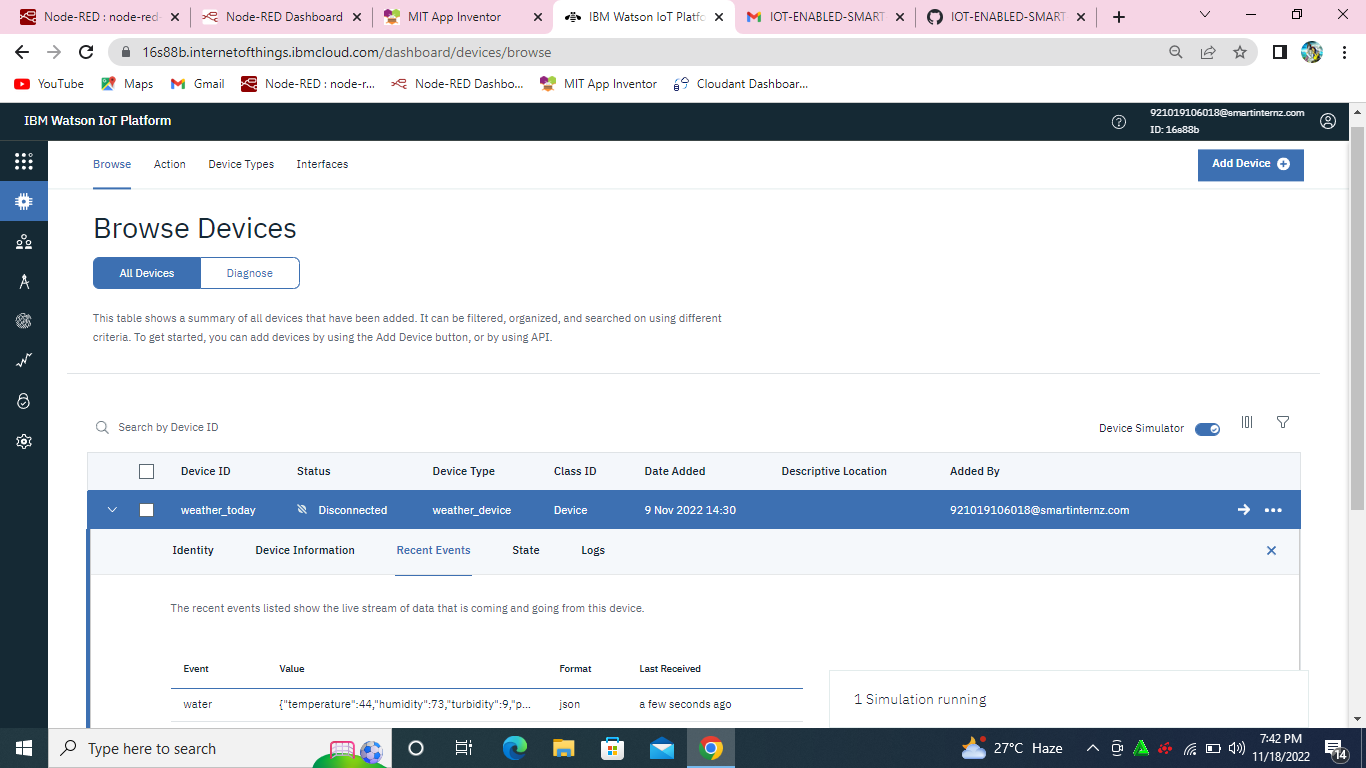 Node-RED : node-red-
Node-RED Dashboard
MIT App Inventor
IBM Watson IoT Platfo
IOT-ENABLED-SMART
IOT-ENABLED-SMART
16s88b.internetofthings.ibmcloud.com/dashboard/devices/browse
YouTube
Maps
Gmail
Node-RED : node-r...
Node-RED Dashbo...
MIT App Inventor
Cloudant Dashboar...
IBM Watson IoT Platform
921019106018@smartinternz.com
ID: 16s88b
Browse
Action
Device Types
Interfaces
Add Device
Browse Devices
All Devices
Diagnose
This table shows a summary of all devices that have been added. It can be filtered, organized, and searched on using different
criteria. To get started, you can add devices by using the Add Device button, or by using API.
Search by Device ID
Device Simulator
Device ID
Status
Device Type
Class ID
Date Added
Descriptive Location
Added By
weather_today
Disconnected
weather_device
Device
9 Nov 2022 14:30
921019106018@smartinternz.com
Identity
Device Information
Recent Events
State
Logs
The recent events listed show the live stream of data that is coming and going from this device.
Event
Value
Format
Last Received
water
{"temperature":44,"humidity":73,"turbidity":9,"p...
json
a few seconds ago
1 Simulation running
Type here to search
27°C Haze
7:42 PM
11/18/2022
14